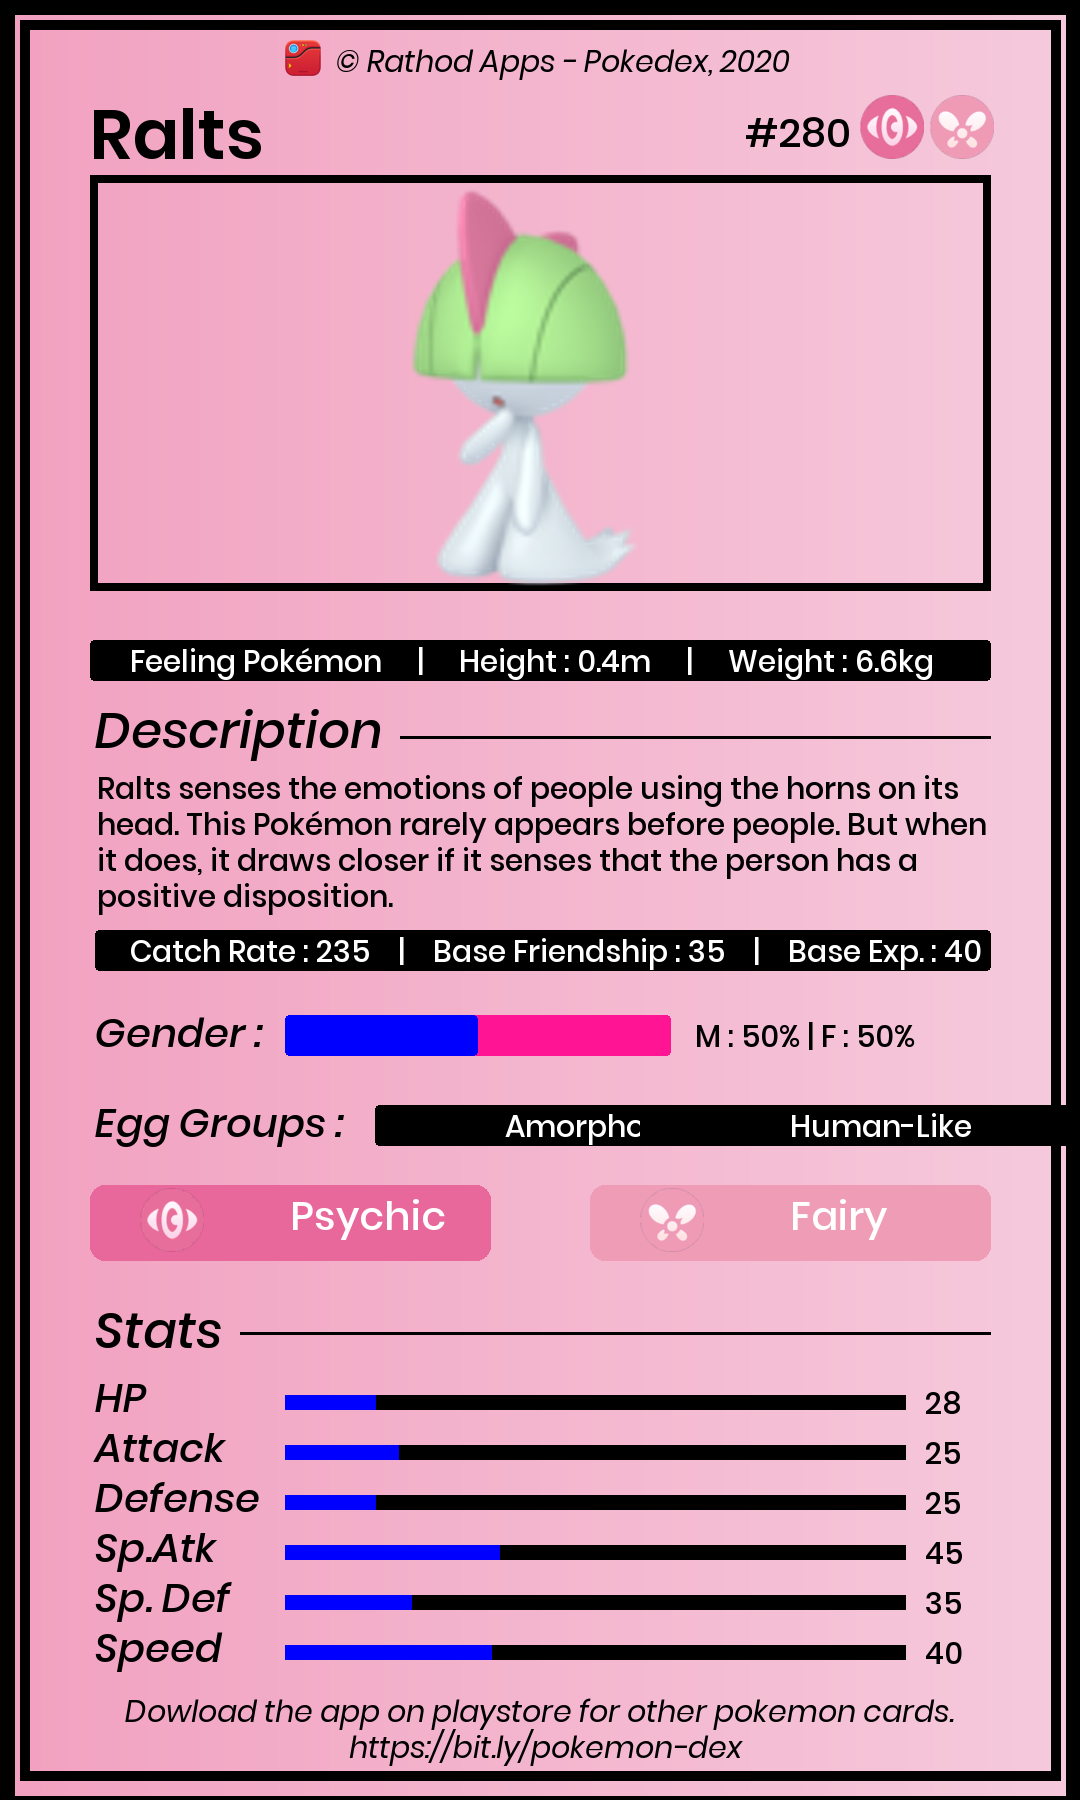 © Rathod Apps - Pokedex, 2020
Ralts
#280
Feeling Pokémon | Height : 0.4m | Weight : 6.6kg
Description
Ralts senses the emotions of people using the horns on its
head. This Pokémon rarely appears before people. But when
it does, it draws closer if it senses that the person has a
positive disposition.
Catch Rate : 235 | Base Friendship : 35 | Base Exp. : 40
Gender : M : 50% | F : 50%
Egg Groups : Amorpho Human-Like
Psychic Fairy
Stats
HP 28
Attack 25
Defense 25
Sp.Atk 45
Sp. Def 35
Speed 40
Dowload the app on playstore for other pokemon cards.
https://bit.ly/pokemon-dex